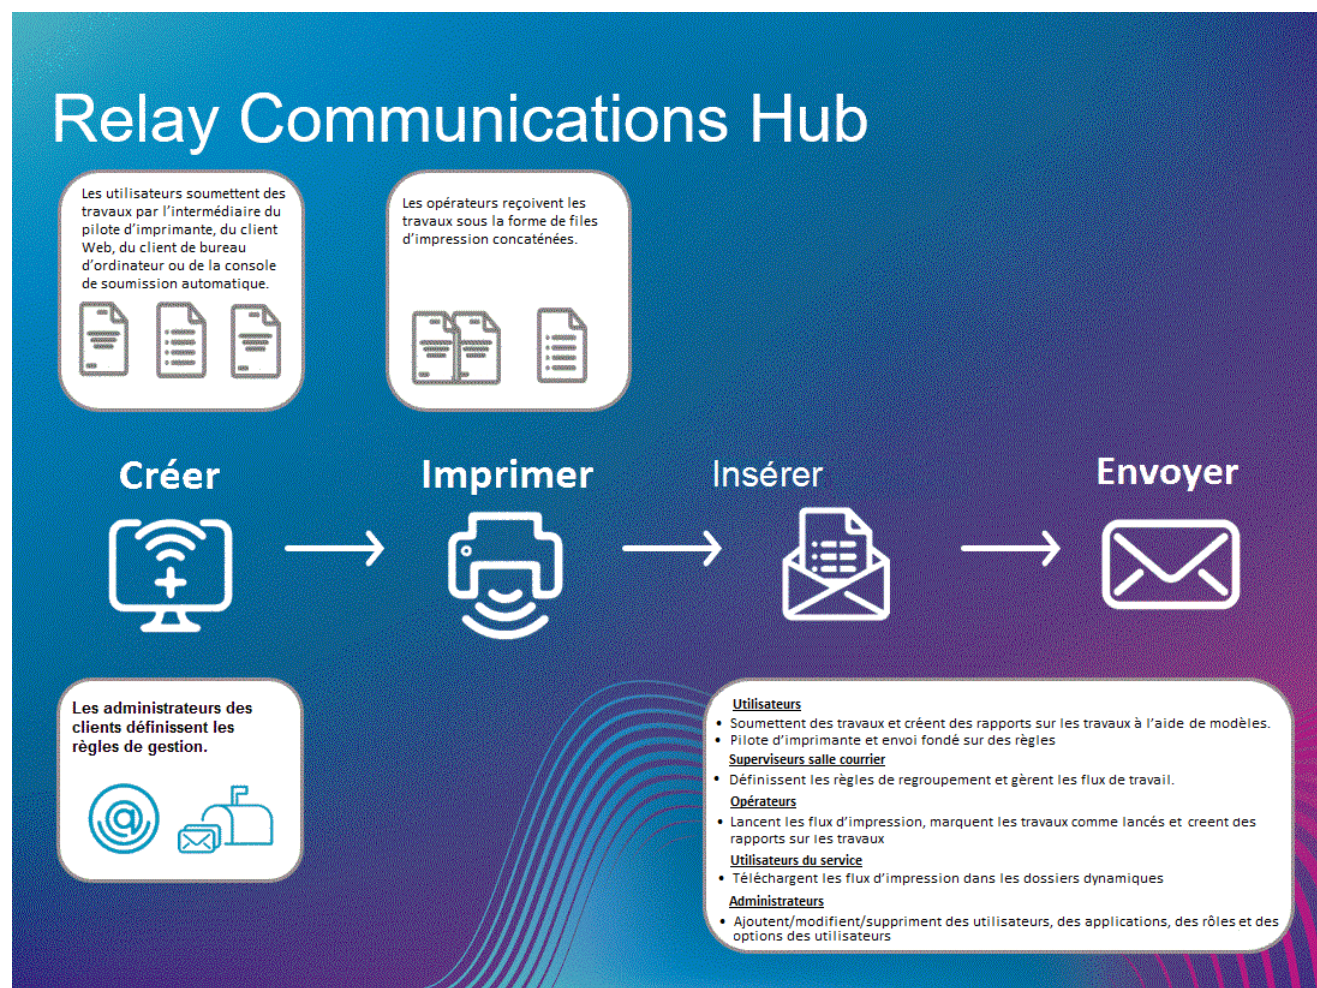 Relay Communications Hub
Les utilisateurs soumettent des
travaux par l’intermédiaire du
pilote d’imprimante, du client
Web, du client de bureau
d’ordinateur ou de la console
de soumission automatique.
Les opérateurs reçoivent les
travaux sous la forme de files
d’impression concaténées.
Créer
Imprimer
Insérer
Envoyer
Les administrateurs des
clients définissent les
règles de gestion.
Utilisateurs
• Soumettent des travaux et créent des rapports sur les travaux à l’aide de modèles.
• Pilote d’imprimante et envoi fondé sur des règles
Superviseurs salle courrier
• Définissent les règles de regroupement et gèrent les flux de travail.
Opérateurs
• Lancent les flux d’impression, marquent les travaux comme lancés et creent des
rapports sur les travaux
Utilisateurs du service
• Téléchargent les flux d’impression dans les dossiers dynamiques
Administrateurs
• Ajoutent/modifient/suppriment des utilisateurs, des applications, des rôles et des
options des utilisateurs